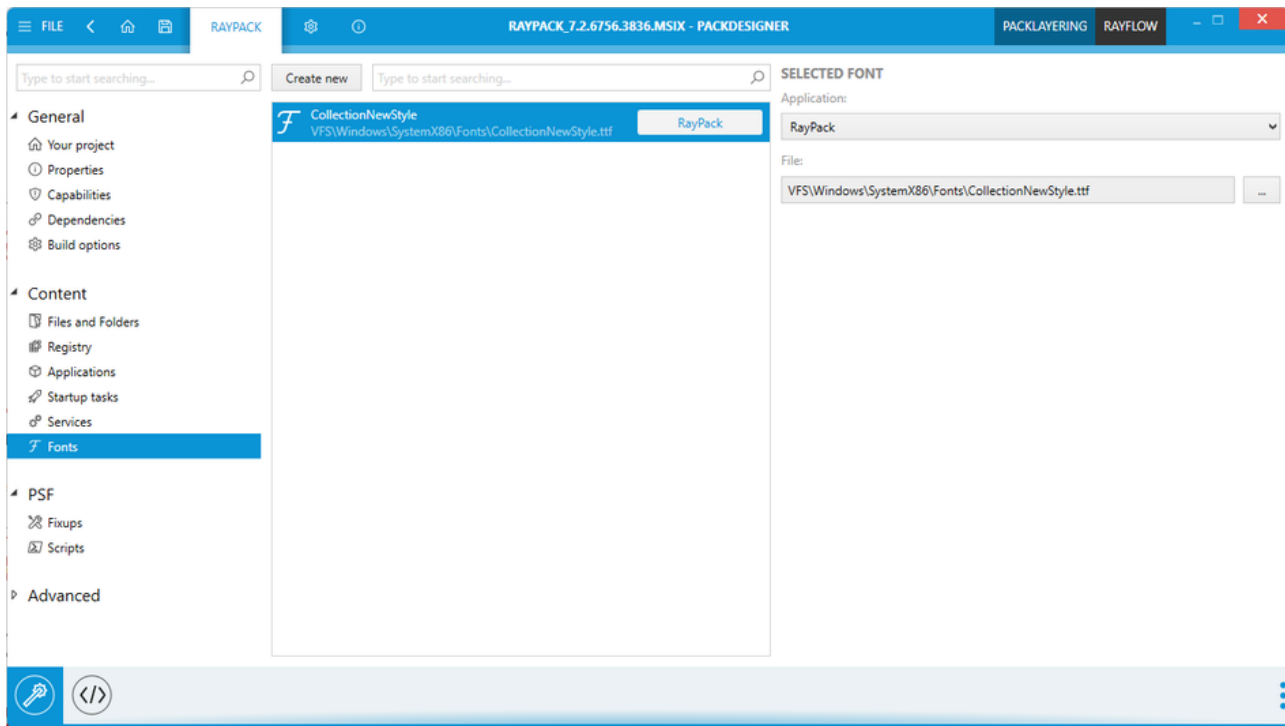 FILE
RAYPACK
RAYPACK_7.2.6756.3836.MSIX - PACKDESIGNER
PACKLAYERING
RAYFLOW
Type to start searching...
General
Your project
Properties
Capabilities
Dependencies
Build options
Content
Files and Folders
Registry
Applications
Startup tasks
Services
Fonts
PSF
Fixups
Scripts
Advanced
Create new
Type to start searching...
CollectionNewStyle
VFS\Windows\SystemX86\Fonts\CollectionNewStyle.ttf
RayPack
SELECTED FONT
Application:
RayPack
File:
VFS\Windows\SystemX86\Fonts\CollectionNewStyle.ttf
...